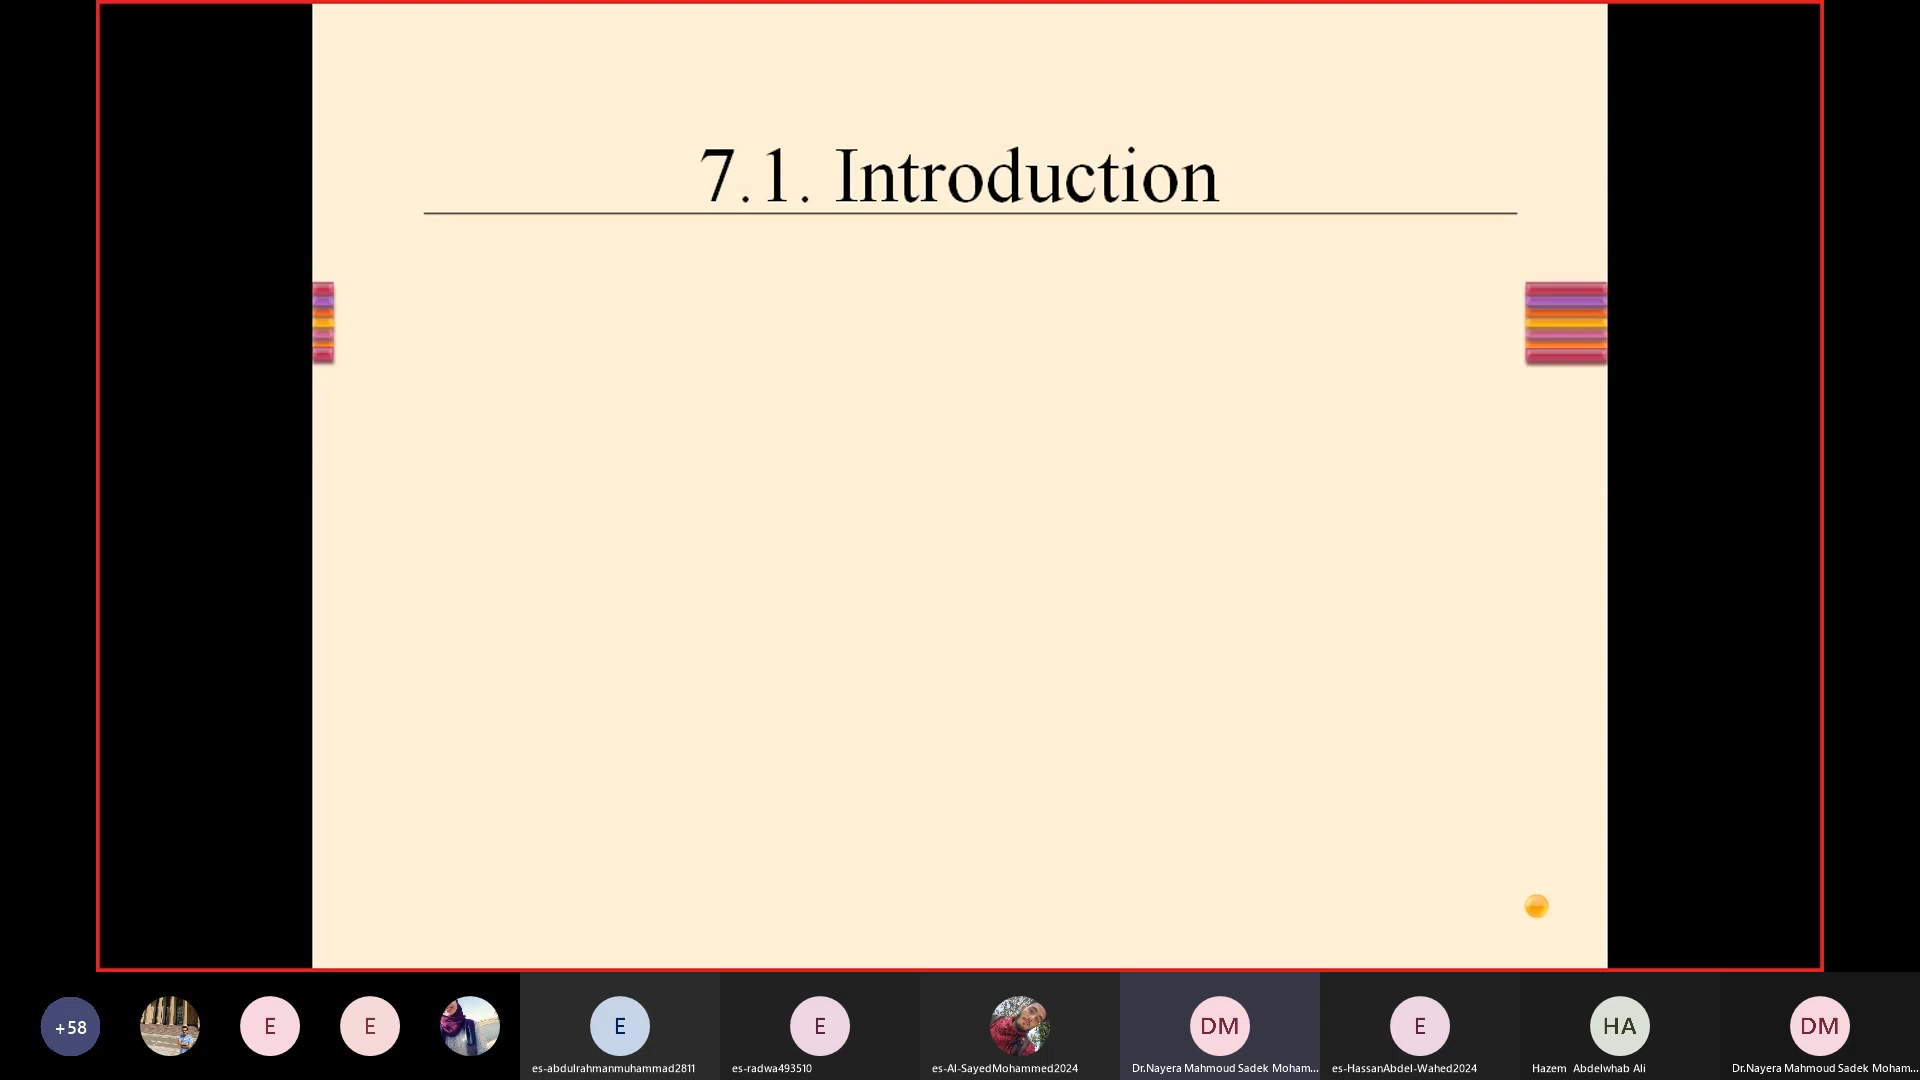 7.1. Introduction
+58
E
E
E
E
DM
E
HA
DM
es-abdulrahmanmuhammad2811
es-radwa493510
es-Al-SayedMohammed2024
Dr.Nayera Mahmoud Sadek Moham...
es-HassanAbdel-Wahed2024
Hazem Abdelwhab Ali
Dr.Nayera Mahmoud Sadek Moham...